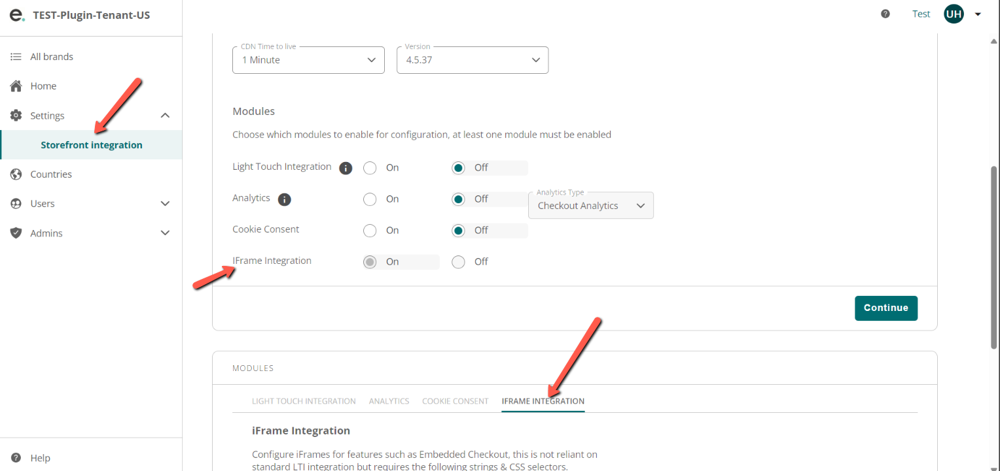 e. TEST-Plugin-Tenant-US
Test
UH
All brands
Home
Settings
Storefront integration
Countries
Users
Admins
Help
CDN Time to live
1 Minute
Version
4.5.37
Modules
Choose which modules to enable for configuration, at least one module must be enabled
Light Touch Integration
On
Off
Analytics
On
Off
Analytics Type
Checkout Analytics
Cookie Consent
On
Off
IFrame Integration
On
Off
Continue
MODULES
LIGHT TOUCH INTEGRATION ANALYTICS COOKIE CONSENT IFRAME INTEGRATION
iFrame Integration
Configure iFrames for features such as Embedded Checkout, this is not reliant on
standard LTI integration but requires the following strings & CSS selectors.